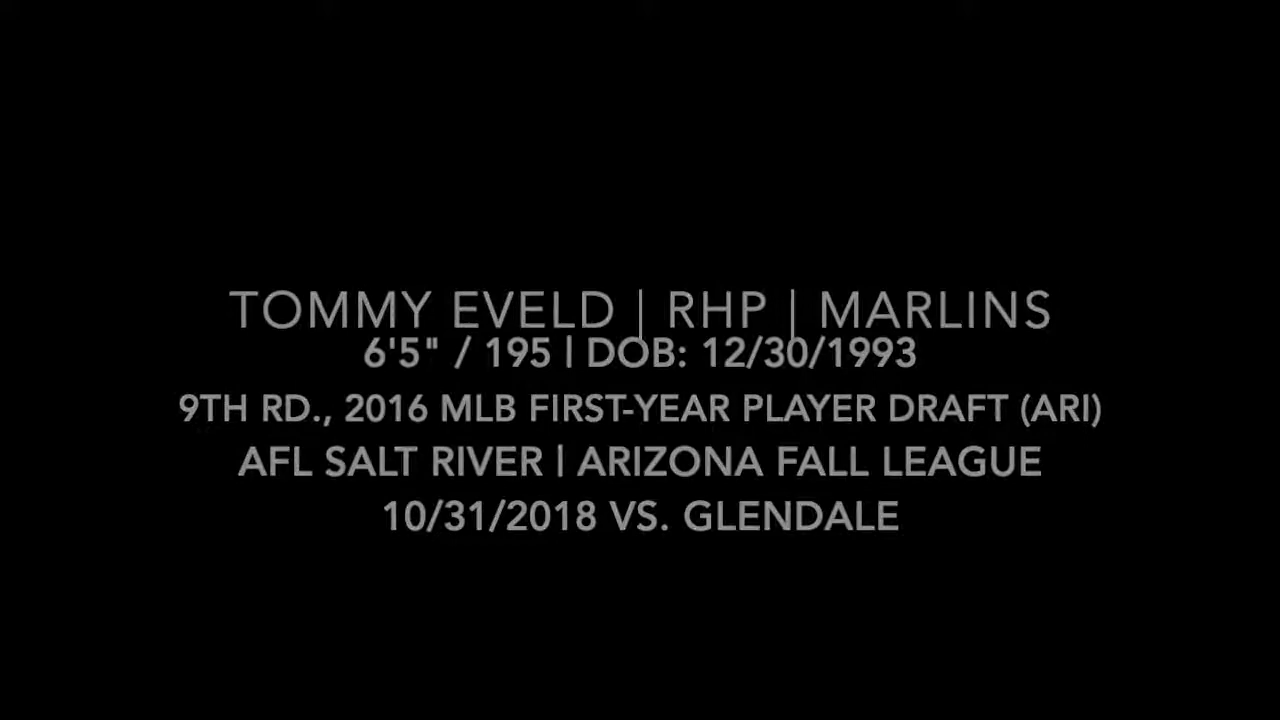 TOMMY EVELD | RHP | MARLINS
6'5" / 195 | DOB: 12/30/1993
9TH RD., 2016 MLB FIRST-YEAR PLAYER DRAFT (ARI)
AFL SALT RIVER | ARIZONA FALL LEAGUE
10/31/2018 VS. GLENDALE